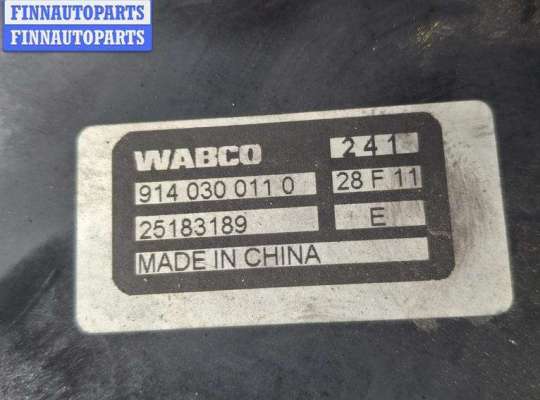 FINNAUTOPARTS
FINNAUTOPARTS
WABCO 241
914 030 011 0 28 F 11
25183189 E
MADE IN CHINA